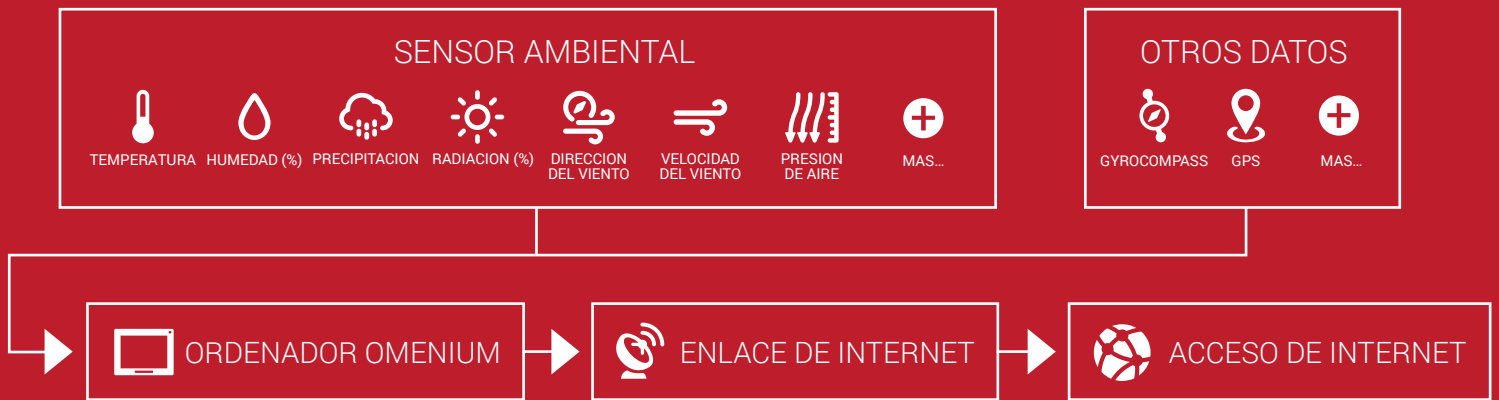 SENSOR AMBIENTAL
TEMPERATURA
HUMEDAD (%)
PRECIPITACION
RADIACION (%)
DIRECCION
DEL VIENTO
VELOCIDAD
DEL VIENTO
PRESION
DE AIRE
MAS...
OTROS DATOS
GYROCOMPASS
GPS
MAS...
ORDENADOR OMENIUM
ENLACE DE INTERNET
ACCESO DE INTERNET